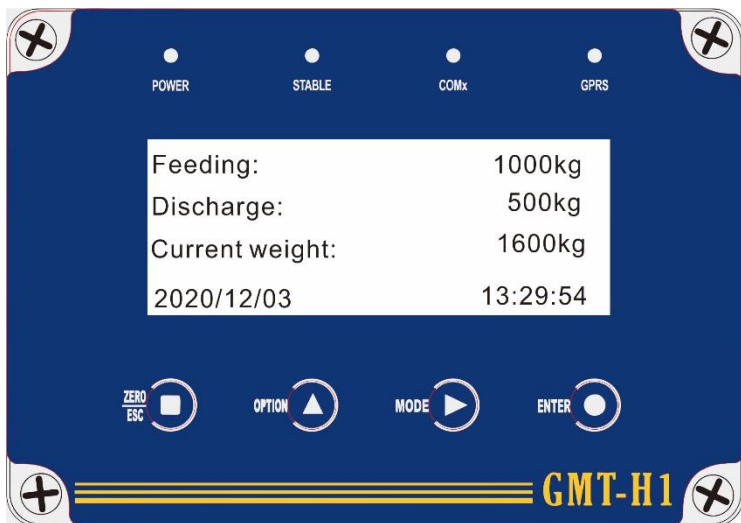 POWER STABLE COMx GPRS
Feeding: 1000kg
Discharge: 500kg
Current weight: 1600kg
2020/12/03 13:29:54
ZERO
ESC
OPTION
MODE
ENTER
GMT-H1